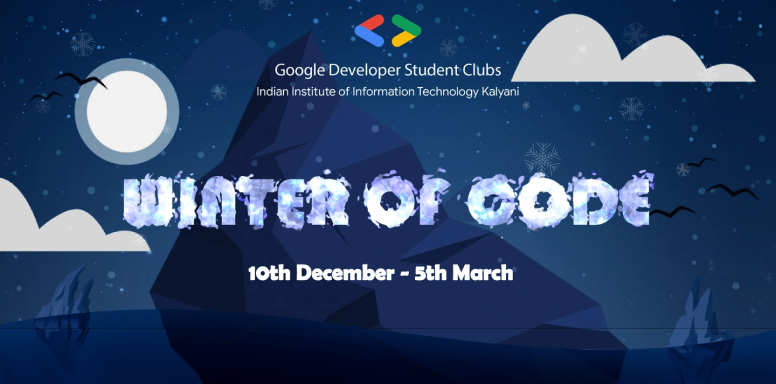 Google Developer Student Clubs
Indian Institute of Information Technology Kalyani
WINTER OF CODE
10th December - 5th March